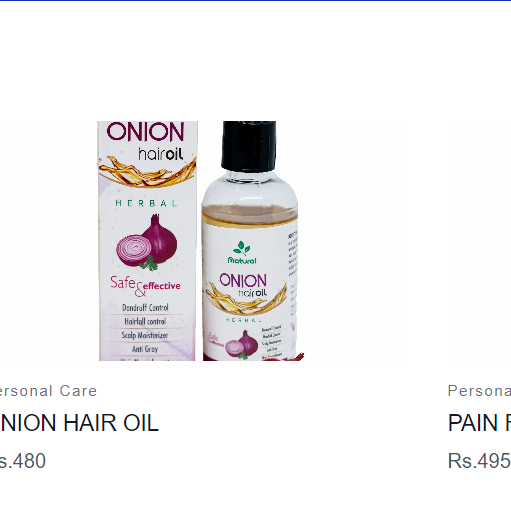 ONION
hairoil
HERBAL
Safe
&effective
Dandruff Control
Hairfall control
Scalp Moisturizer
Anti Gray
Natural
ONION
hairoil
HERBAL
ersonal Care
NION HAIR OIL
s.480
Persona
PAIN
Rs.495